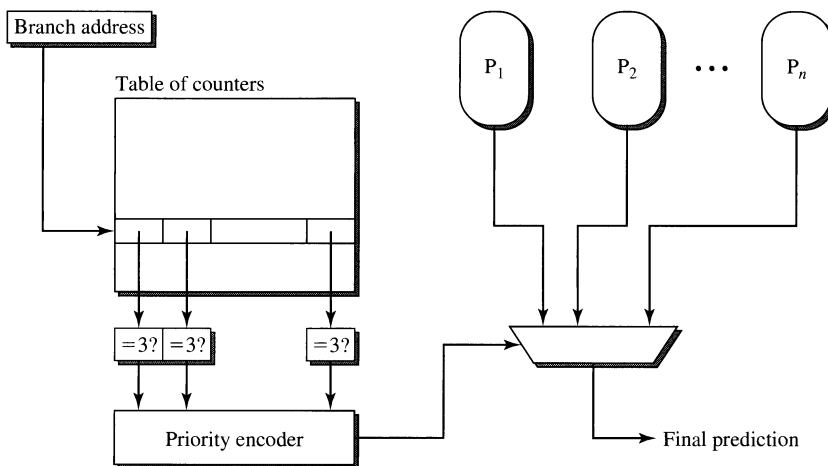 Branch address
P1
P2
• • •
Pn
Table of counters
=3?
=3?
=3?
Priority encoder
Final prediction